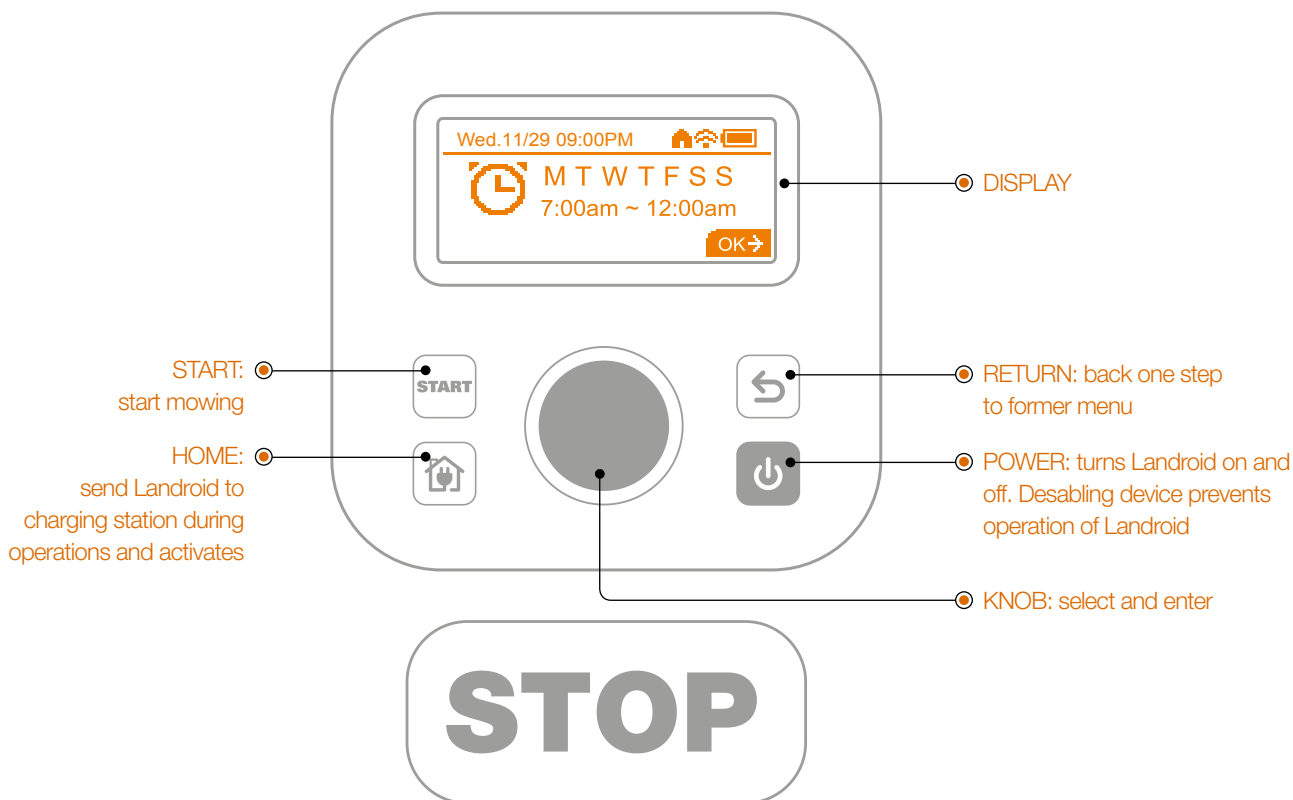 Wed.11/29 09:00PM
M T W T F S S
7:00am ~ 12:00am
OK
DISPLAY
START:
start mowing
START
RETURN: back one step
to former menu
HOME:
send Landroid to
charging station during
operations and activates
POWER: turns Landroid on and
off. Desabling device prevents
operation of Landroid
KNOB: select and enter
STOP